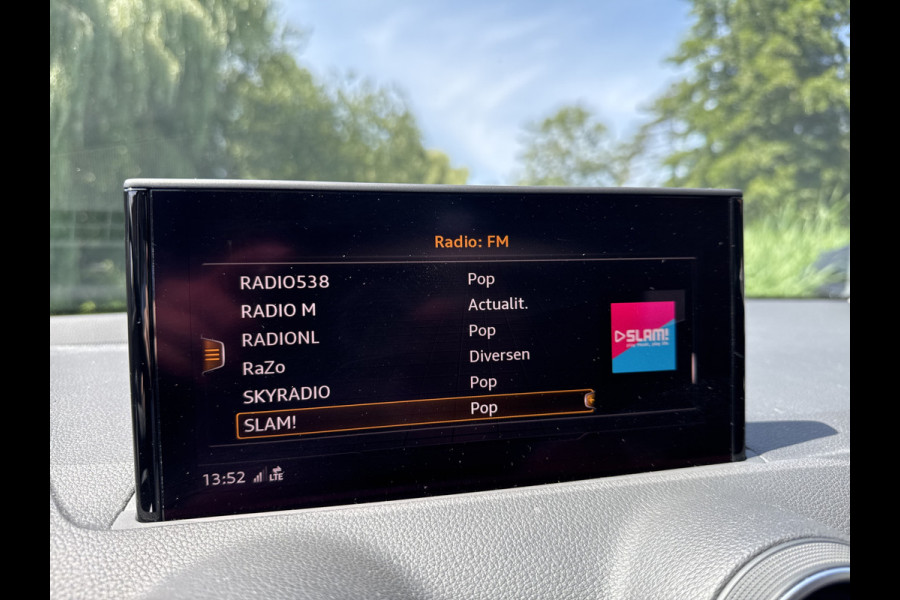 Radio: FM
RADIO538 Pop
RADIO M Actualit.
RADIONL Pop
RaZo Diversen
SKYRADIO Pop
SLAM! Pop
SLAM!
13:52 LTE